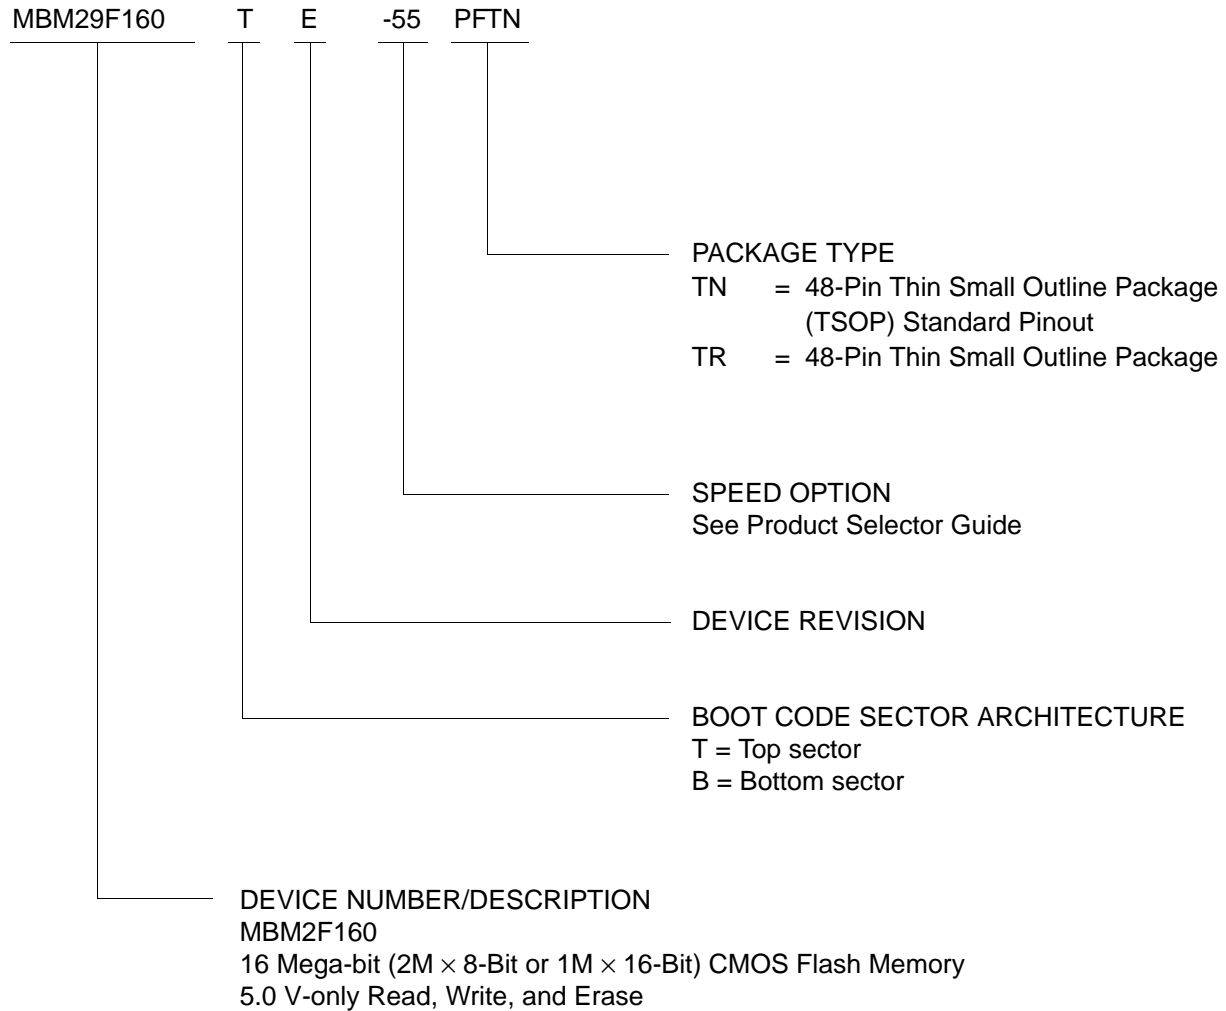 MBM29F160 T E -55 PFTN
PACKAGE TYPE
TN = 48-Pin Thin Small Outline Package
(TSOP) Standard Pinout
TR = 48-Pin Thin Small Outline Package
SPEED OPTION
See Product Selector Guide
DEVICE REVISION
BOOT CODE SECTOR ARCHITECTURE
T = Top sector
B = Bottom sector
DEVICE NUMBER/DESCRIPTION
MBM2F160
16 Mega-bit (2M × 8-Bit or 1M × 16-Bit) CMOS Flash Memory
5.0 V-only Read, Write, and Erase